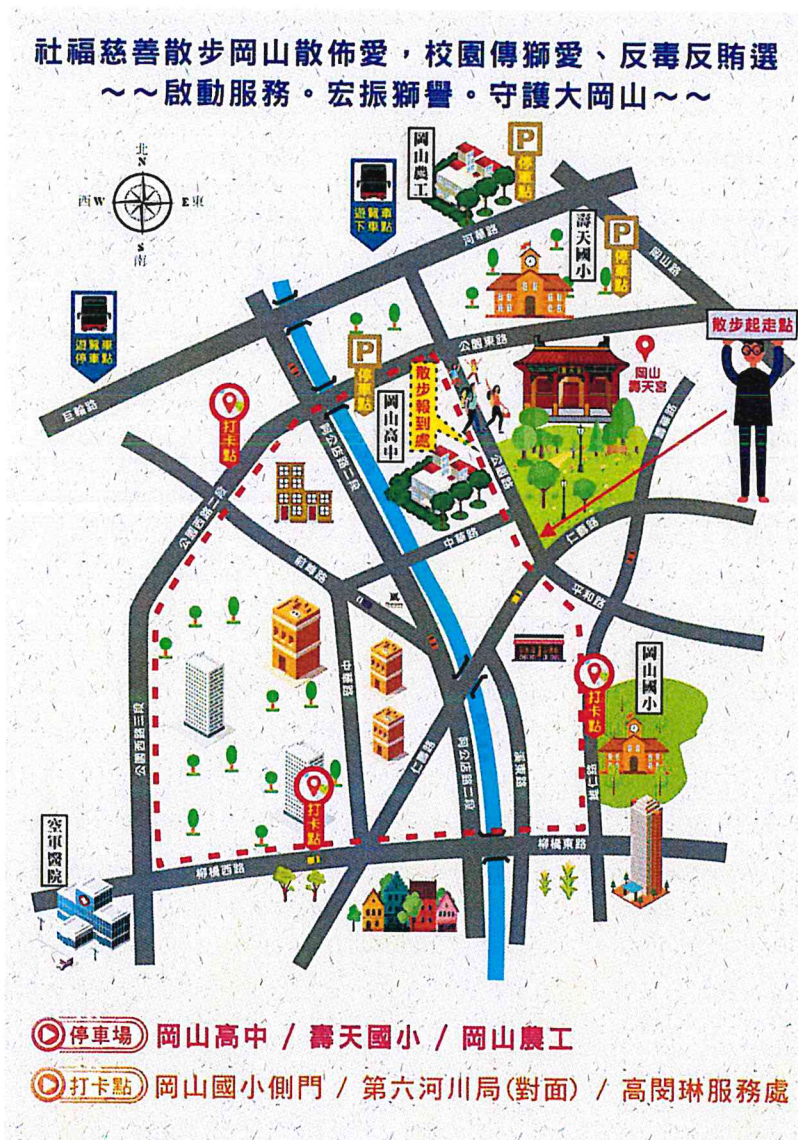 社福慈善散步岡山散佈愛，校園傳獅愛、反毒反賄選
～～啟動服務。宏振獅譽。守護大岡山～～
北
N
西W
E東
S
南
遊覽車
下車點
岡山農工
P
停車點
河華路
壽天國小
P
停車點
岡山路
遊覽車
停車點
巨輪路
P
停車點
公園東路
散步起走點
岡山
壽天宮
打卡點
散步報到處
岡山高中
阿公店路二段
公園路
壽華路
公園西路二段
中華路
仁壽路
前峰路
平和路
中華路
岡山國小
打卡點
公園西路三段
仁壽路
阿公店路二段
溪東路
打卡點
柳橋東路
柳橋西路
空軍醫院
停車場 岡山高中 / 壽天國小 / 岡山農工
打卡點 岡山國小側門 / 第六河川局(對面) / 高閔琳服務處